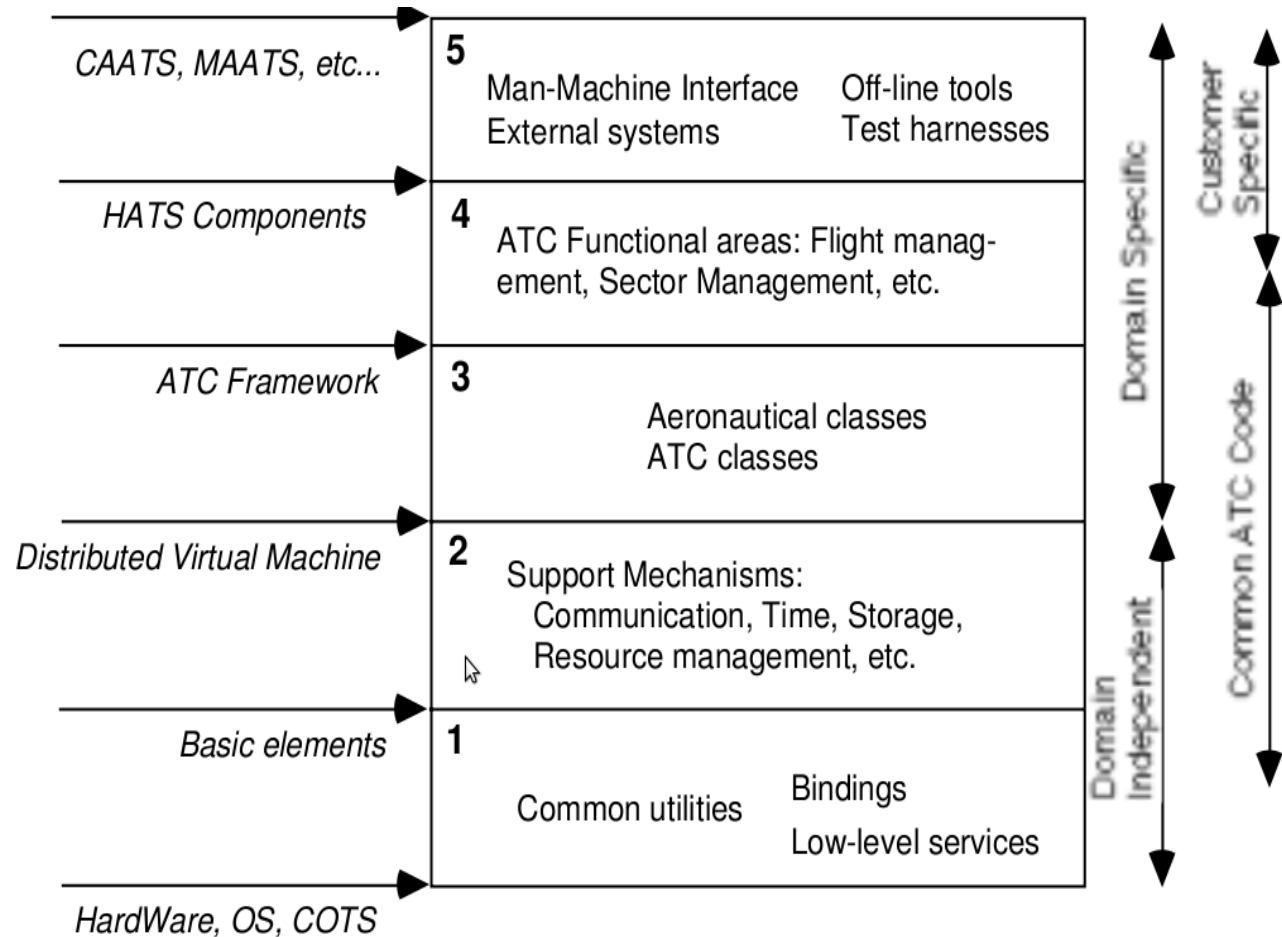 CAATS, MAATS, etc...
5
Man-Machine Interface
Off-line tools
External systems
Test harnesses
HATS Components
4
ATC Functional areas: Flight manag-
ement, Sector Management, etc.
ATC Framework
3
Aeronautical classes
ATC classes
Distributed Virtual Machine
2
Support Mechanisms:
Communication, Time, Storage,
Resource management, etc.
Basic elements
1
Common utilities
Bindings
Low-level services
HardWare, OS, COTS
Domain Specific
Domain
Independent
Customer
Specific
Common ATC Code